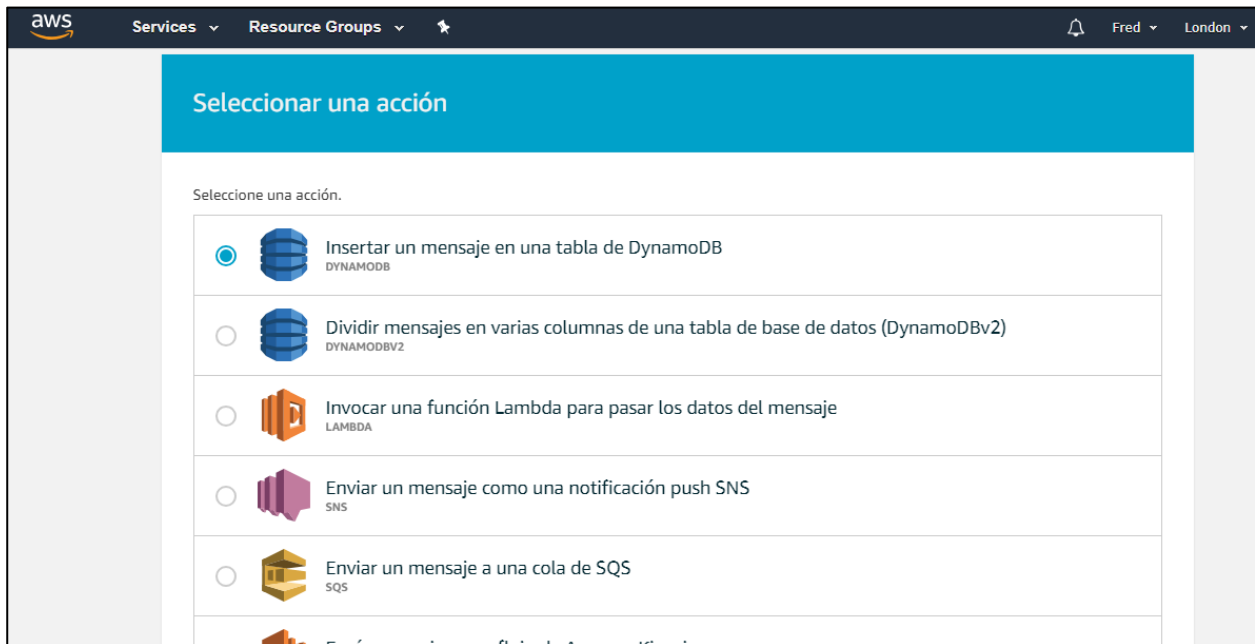 aws Services Resource Groups Fred London
Seleccionar una acción
Seleccione una acción.
Insertar un mensaje en una tabla de DynamoDB
DYNAMODB
Dividir mensajes en varias columnas de una tabla de base de datos (DynamoDBv2)
DYNAMODBV2
Invocar una función Lambda para pasar los datos del mensaje
LAMBDA
Enviar un mensaje como una notificación push SNS
SNS
Enviar un mensaje a una cola de SQS
SQS